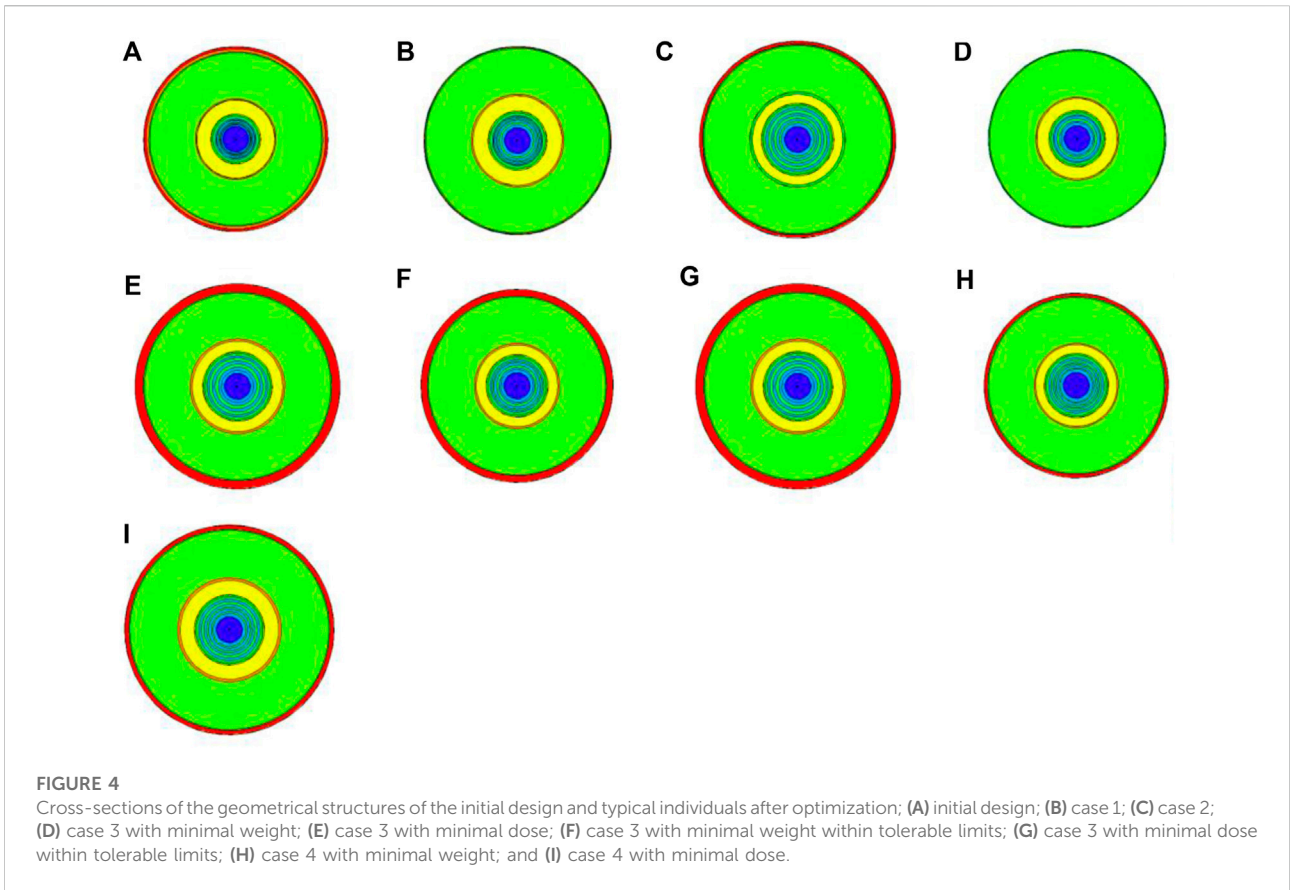 A
B
C
D
E
F
G
H
I
FIGURE 4
Cross-sections of the geometrical structures of the initial design and typical individuals after optimization; (A) initial design; (B) case 1; (C) case 2;
(D) case 3 with minimal weight; (E) case 3 with minimal dose; (F) case 3 with minimal weight within tolerable limits; (G) case 3 with minimal dose
within tolerable limits; (H) case 4 with minimal weight; and (I) case 4 with minimal dose.